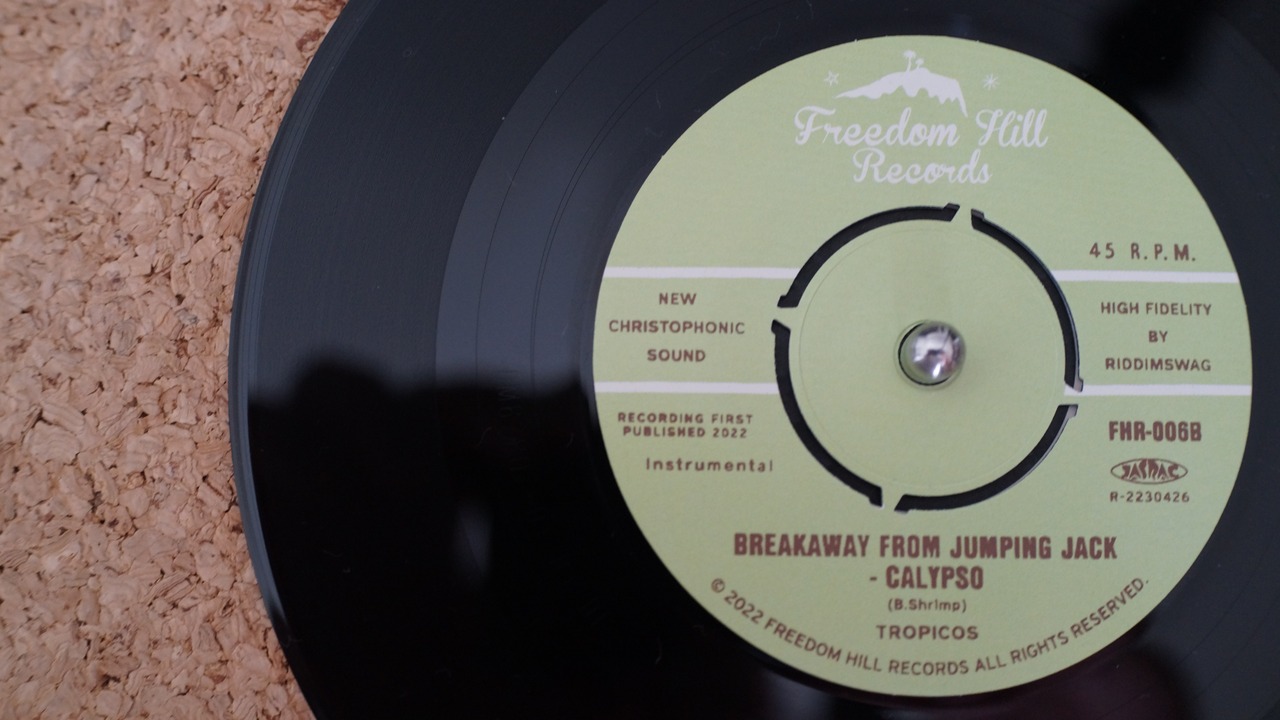 Freedom Hill
Records
45 R.P.M.
NEW
CHRISTOPHONIC
SOUND
HIGH FIDELITY
BY
RIDDIMSWAG
RECORDING FIRST
PUBLISHED 2022
Instrumental
FHR-006B
JASRAC
R-2230426
BREAKAWAY FROM JUMPING JACK
- CALYPSO
(B.Shrimp)
TROPICOS
© 2022 FREEDOM HILL RECORDS ALL RIGHTS RESERVED.